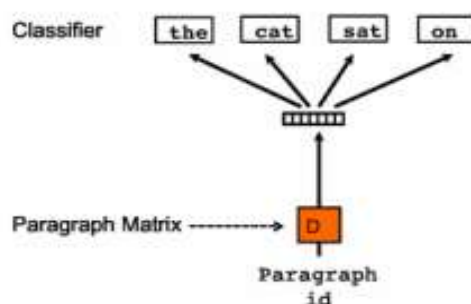 Classifier the cat sat on
Paragraph Matrix D
Paragraph
id